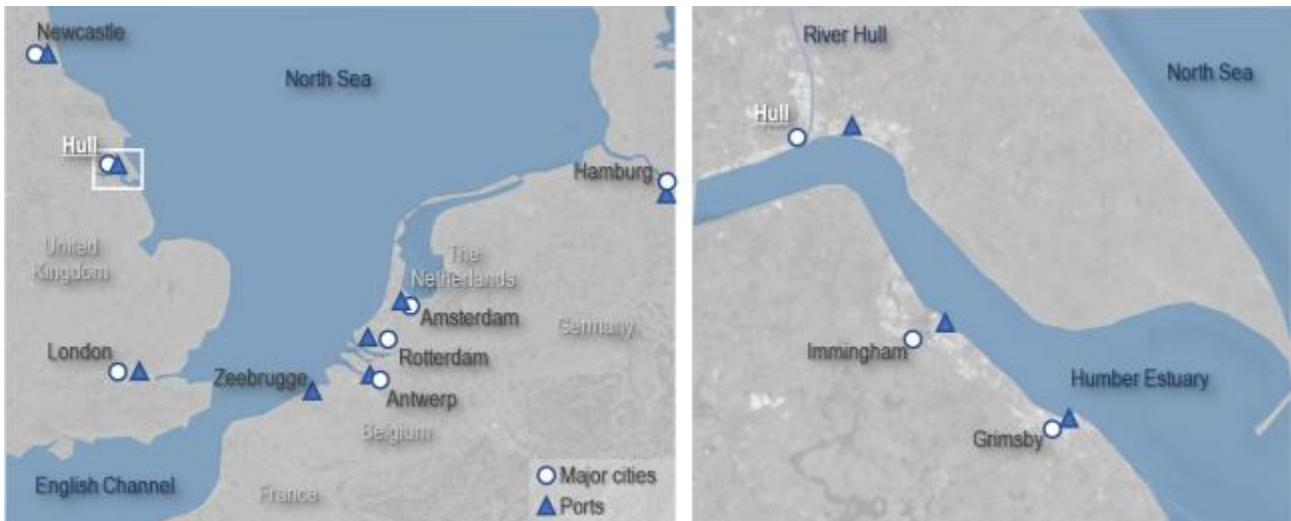 Newcastle
North Sea
Hull
Hamburg
United
Kingdom
The
Netherlands
Amsterdam
Germany
London
Rotterdam
Zeebrugge
Antwerp
Belgium
English Channel
France
Major cities
Ports
River Hull
North Sea
Hull
Immingham
Humber Estuary
Grimsby